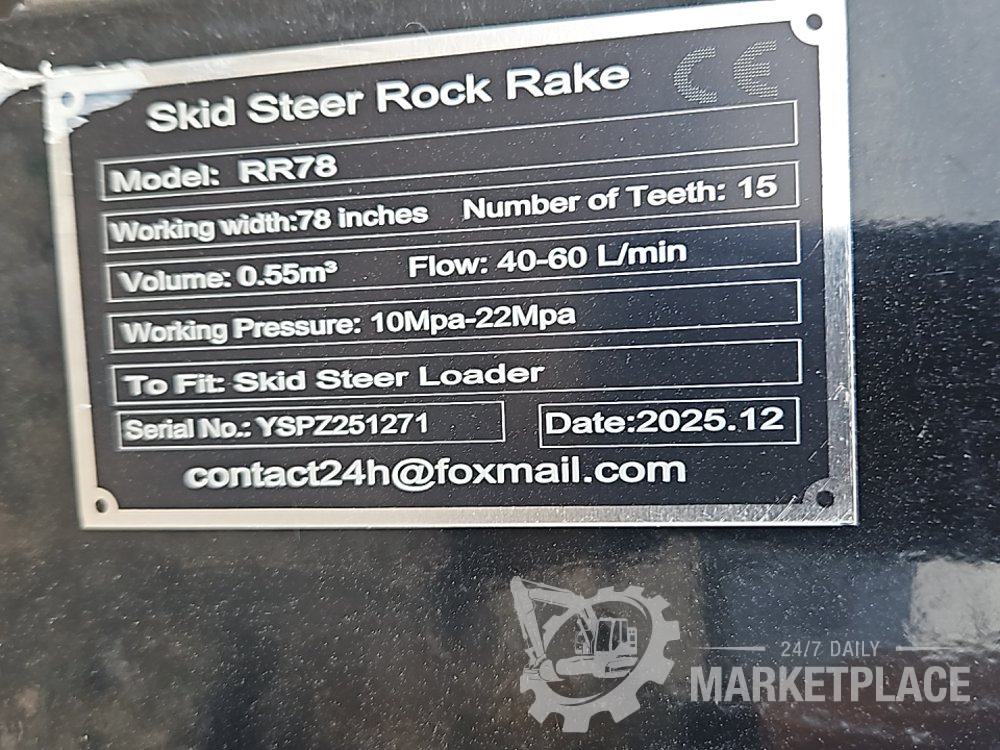 Skid Steer Rock Rake CE
Model: RR78
Working width:78 inches Number of Teeth: 15
Volume: 0.55m³ Flow: 40-60 L/min
Working Pressure: 10Mpa-22Mpa
To Fit: Skid Steer Loader
Serial No.: YSPZ251271 Date:2025.12
contact24h@foxmail.com
24/7 DAILY
MARKETPLACE